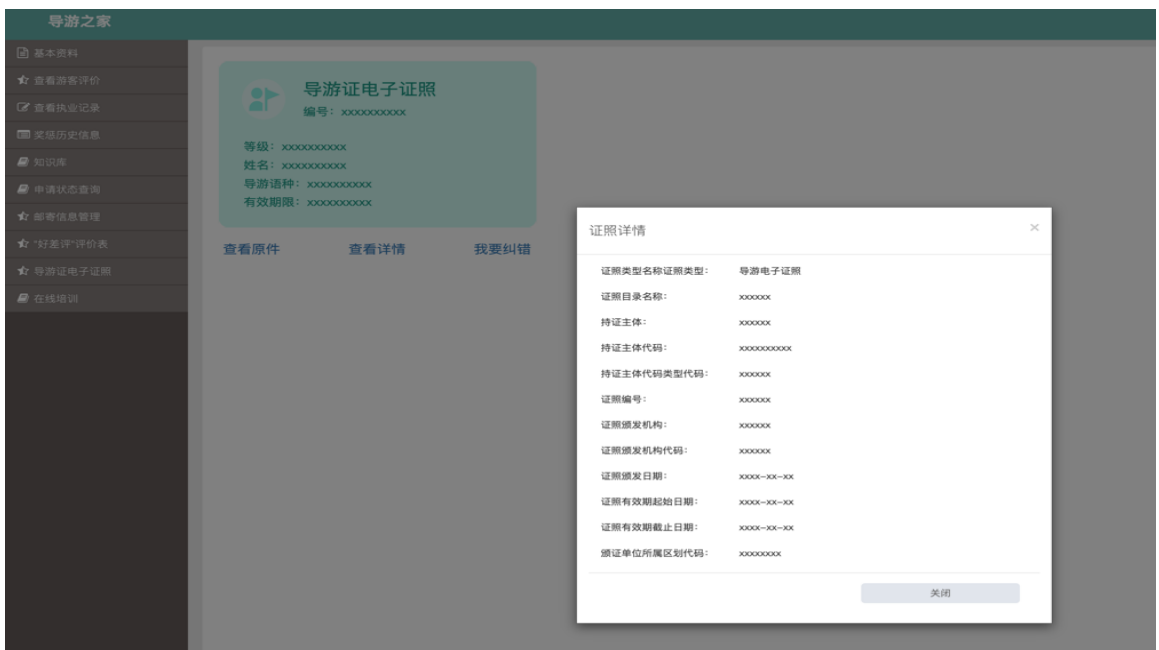 导游之家
基本资料
查看游客评价
查看执业记录
奖惩历史信息
知识库
申请状态查询
邮寄信息管理
"好差评"评价表
导游证电子证照
在线培训
导游证电子证照
编号：xxxxxxxxxx
等级：xxxxxxxxxx
姓名：xxxxxxxxxx
导游语种：xxxxxxxxxx
有效期限：xxxxxxxxxx
查看原件 查看详情 我要纠错
证照详情 ×
证照类型名称证照类型： 导游电子证照
证照目录名称： xxxxxx
持证主体： xxxxxx
持证主体代码： xxxxxxxxxx
持证主体代码类型代码： xxxxxx
证照编号： xxxxxx
证照颁发机构： xxxxxx
证照颁发机构代码： xxxxxx
证照颁发日期： xxxx-xx-xx
证照有效期起始日期： xxxx-xx-xx
证照有效期截止日期： xxxx-xx-xx
颁证单位所属区划代码： xxxxxxxx
关闭